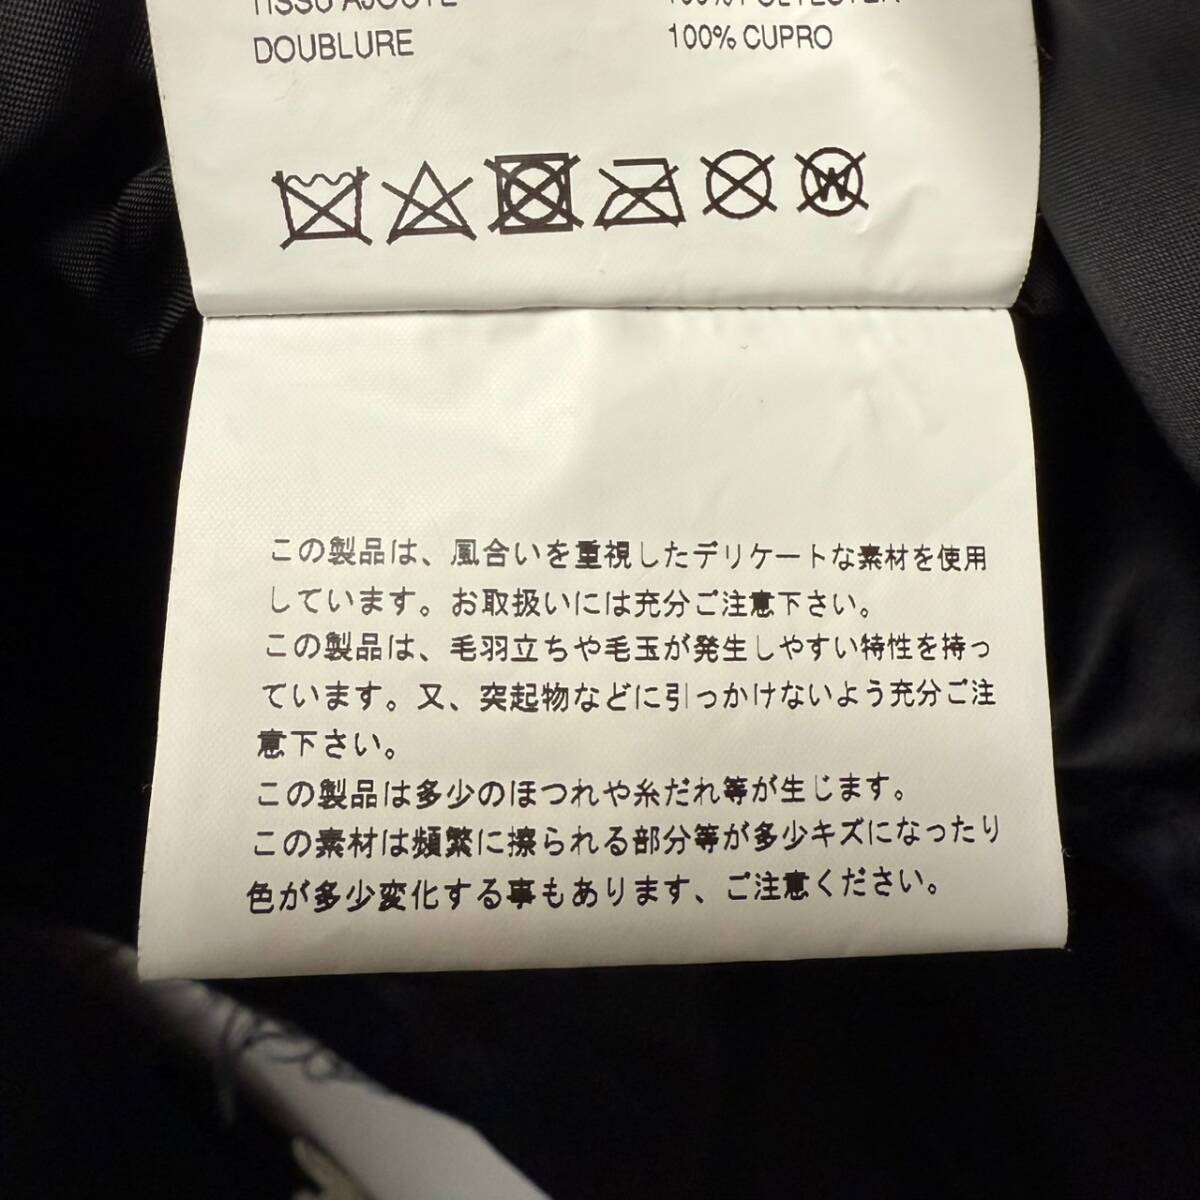 TISSU AJOUTÉ 100% POLYESTER
DOUBLURE 100% CUPRO
W
この製品は、風合いを重視したデリケートな素材を使用
しています。お取扱いには充分ご注意下さい。
この製品は、毛羽立ちや毛玉が発生しやすい特性を持っ
ています。又、突起物などに引っかけないよう充分ご注
意下さい。
この製品は多少のほつれや糸だれ等が生じます。
この素材は頻繁に擦られる部分等が多少キズになったり
色が多少変化する事もあります、ご注意ください。